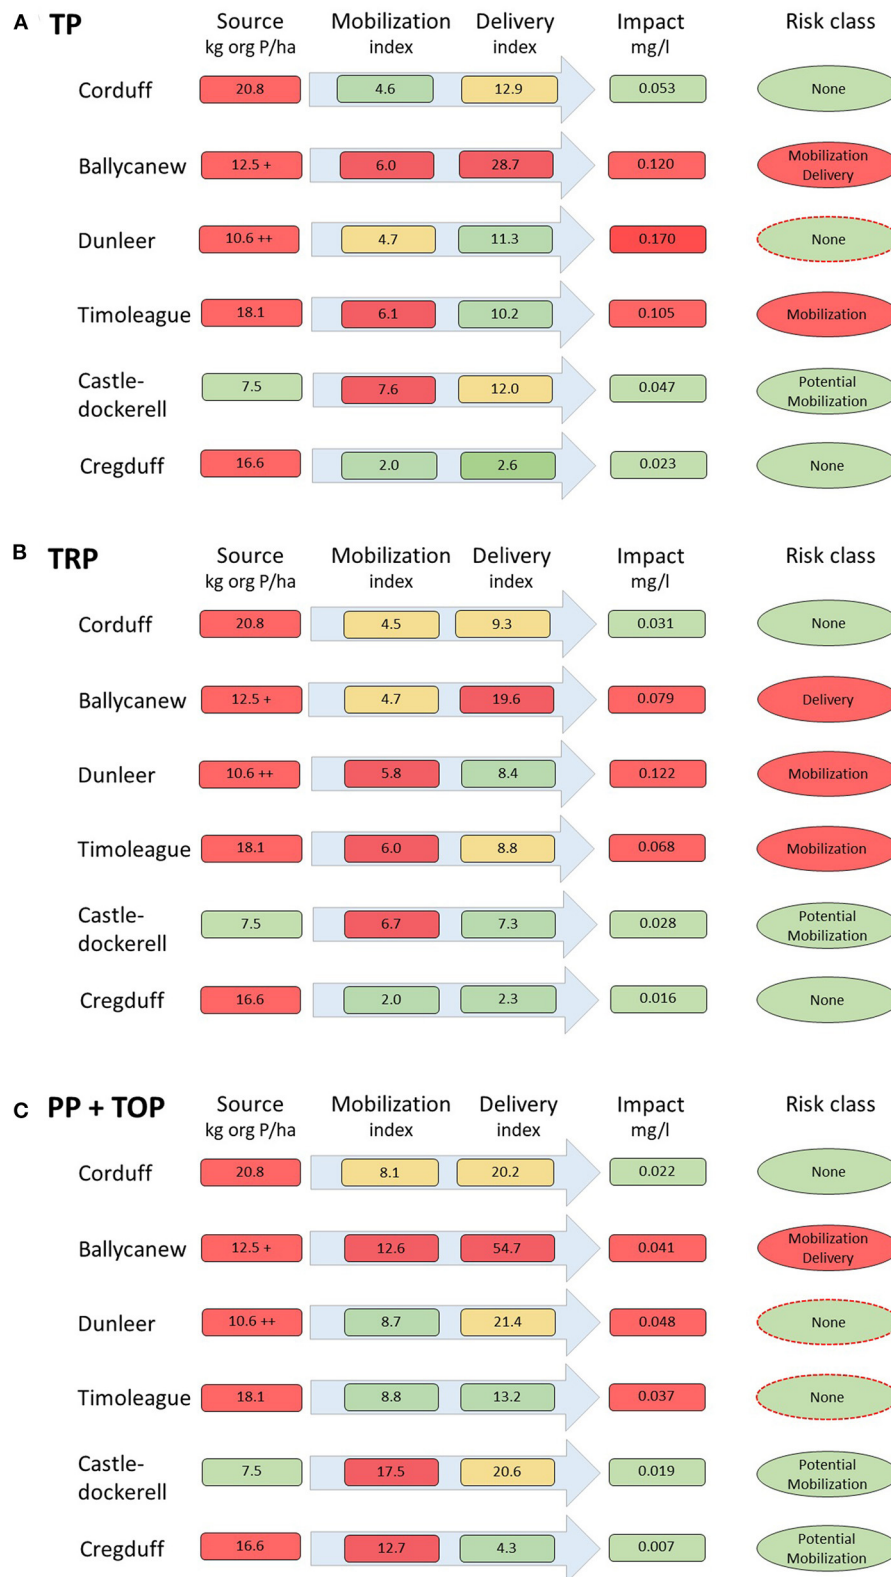 A TP
Source Mobilization Delivery Impact Risk class
kg org P/ha index index mg/l
Corduff 20.8 4.6 12.9 0.053 None
Ballycanew 12.5 + 6.0 28.7 0.120 Mobilization
Delivery
Dunleer 10.6 ++ 4.7 11.3 0.170 None
Timoleague 18.1 6.1 10.2 0.105 Mobilization
Castle-
dockerell 7.5 7.6 12.0 0.047 Potential
Mobilization
Cregduff 16.6 2.0 2.6 0.023 None
B TRP
Source Mobilization Delivery Impact Risk class
kg org P/ha index index mg/l
Corduff 20.8 4.5 9.3 0.031 None
Ballycanew 12.5 + 4.7 19.6 0.079 Delivery
Dunleer 10.6 ++ 5.8 8.4 0.122 Mobilization
Timoleague 18.1 6.0 8.8 0.068 Mobilization
Castle-
dockerell 7.5 6.7 7.3 0.028 Potential
Mobilization
Cregduff 16.6 2.0 2.3 0.016 None
C PP + TOP
Source Mobilization Delivery Impact Risk class
kg org P/ha index index mg/l
Corduff 20.8 8.1 20.2 0.022 None
Ballycanew 12.5 + 12.6 54.7 0.041 Mobilization
Delivery
Dunleer 10.6 ++ 8.7 21.4 0.048 None
Timoleague 18.1 8.8 13.2 0.037 None
Castle-
dockerell 7.5 17.5 20.6 0.019 Potential
Mobilization
Cregduff 16.6 12.7 4.3 0.007 Potential
Mobilization